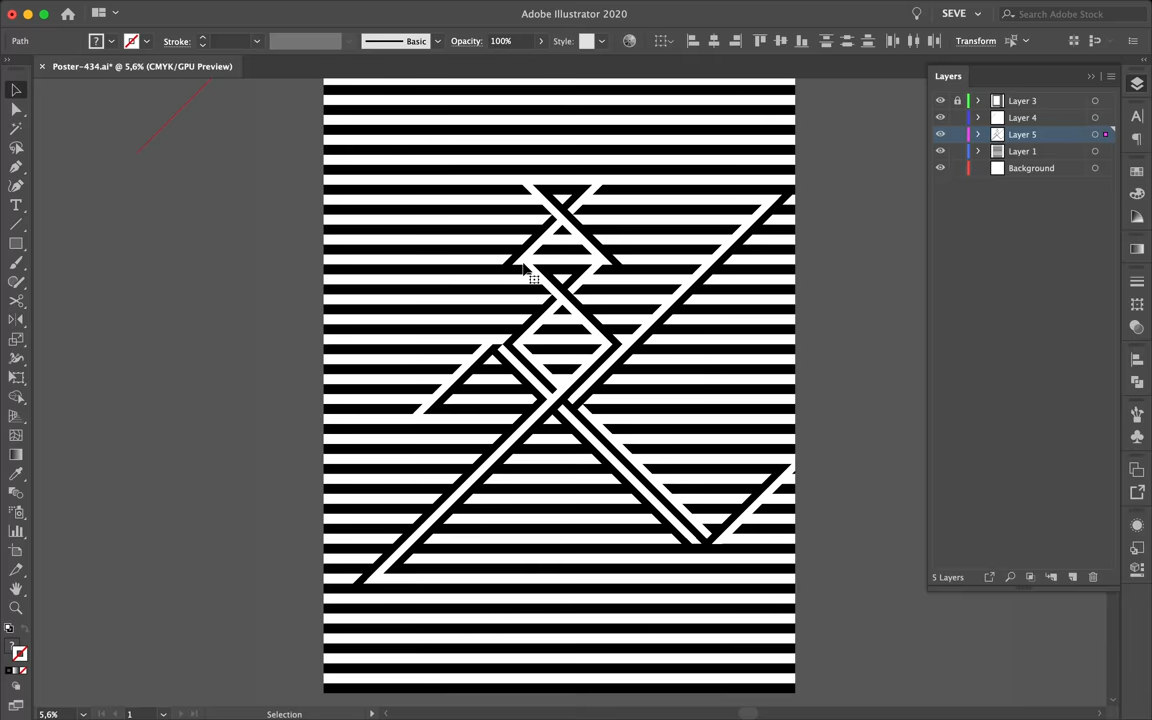 Adobe Illustrator 2020
SEVE
Search Adobe Stock
Path
Stroke:
Basic
Opacity:
100%
Style:
Transform
Poster-434.ai* @ 5,6% (CMYK/GPU Preview)
Layers
Layer 3
Layer 4
Layer 5
Layer 1
Background
5 Layers
5,6%
1
Selection